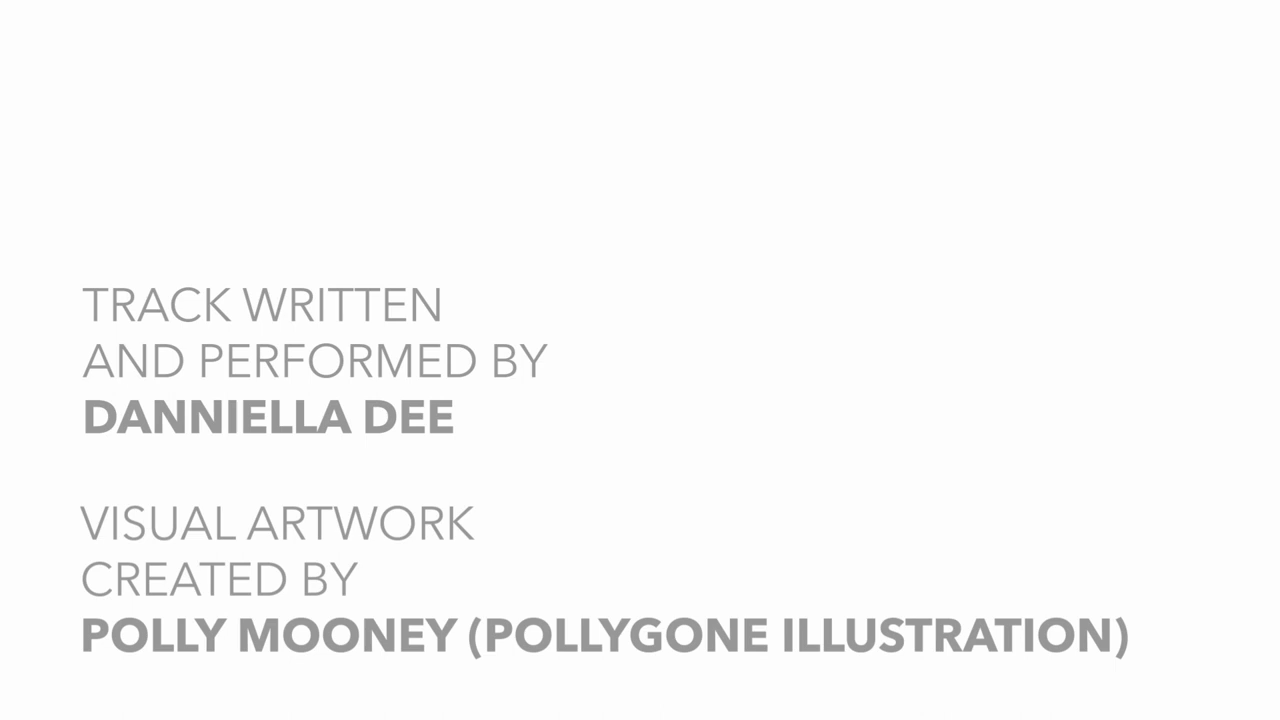 TRACK WRITTEN
AND PERFORMED BY
DANNIELLA DEE
VISUAL ARTWORK
CREATED BY
POLLY MOONEY (POLLYGONE ILLUSTRATION)